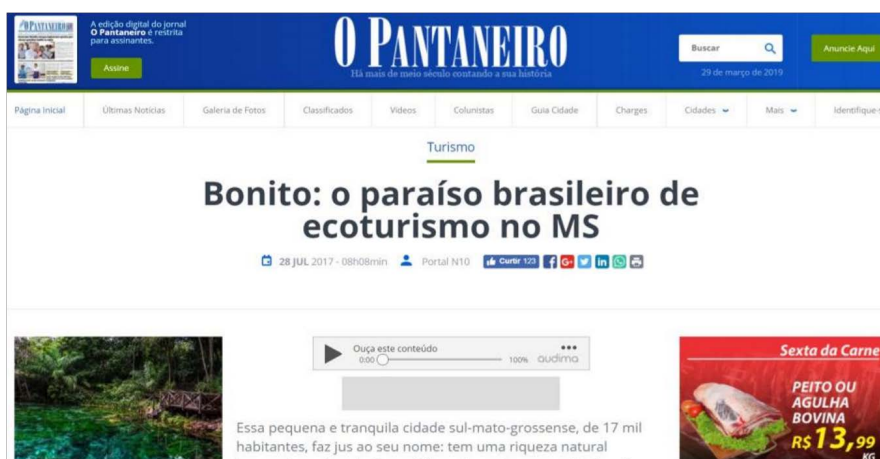 O PANTANEIRO
A edição digital do jornal
O Pantaneiro é restrita
para assinantes.
Assine
O PANTANEIRO
Há mais de meio século contando a sua história
Buscar
29 de março de 2019
Anuncie Aqui
Página Inicial
Últimas Notícias
Galeria de Fotos
Classificados
Vídeos
Colunistas
Guia Cidade
Charges
Cidades
Mais
Identifique-s
Turismo
Bonito: o paraíso brasileiro de
ecoturismo no MS
28 JUL 2017 - 08h08min
Portal N10
Curtir 123
f
G+
in
Ouça este conteúdo
0:00
100%
audima
Essa pequena e tranquila cidade sul-mato-grossense, de 17 mil
habitantes, faz jus ao seu nome: tem uma riqueza natural
Sexta da Carne
PEITO OU
AGULHA
BOVINA
R$13,99
KG